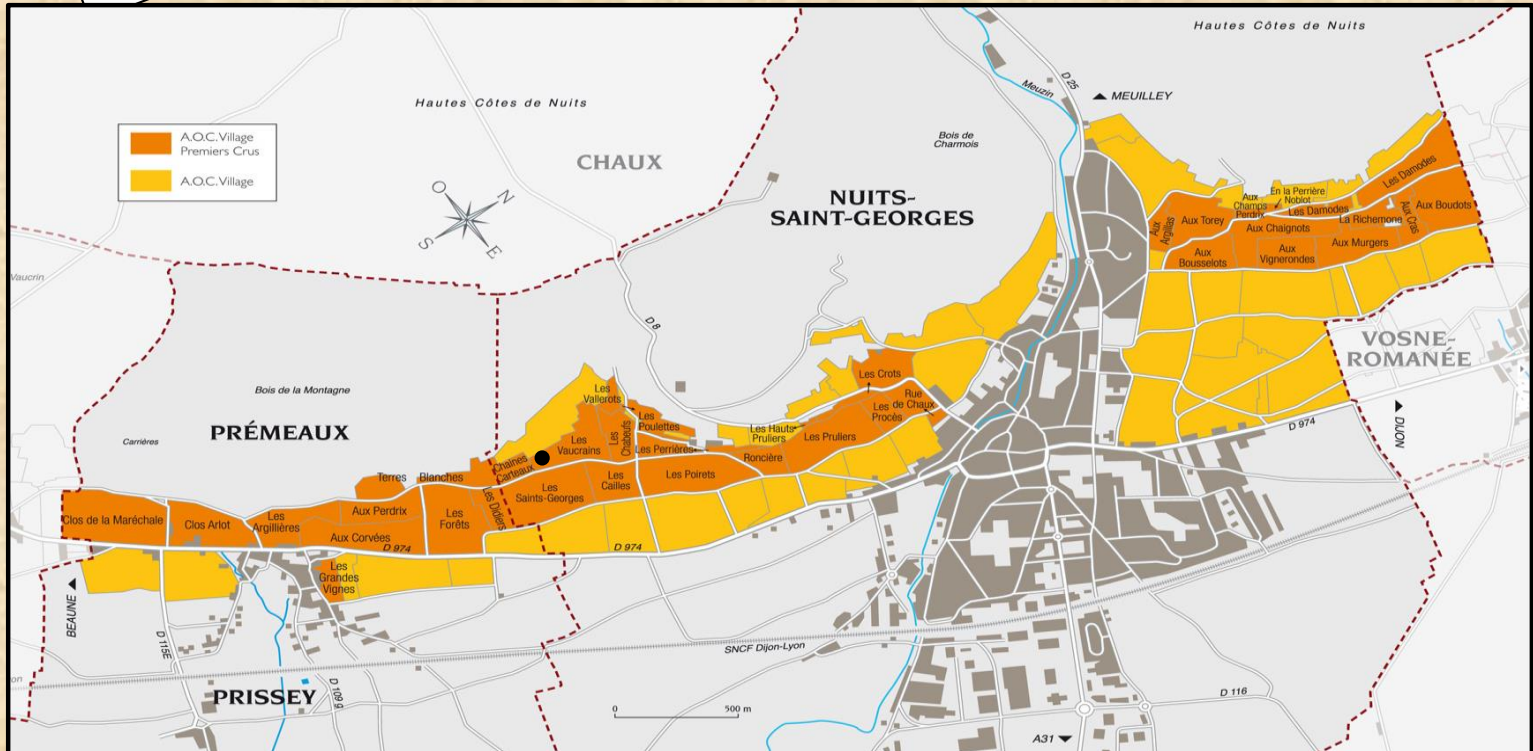 Hautes Côtes de Nuits
Hautes Côtes de Nuits
D 25
Meuzin
MEUILLEY
A.O.C. Village
Premiers Crus
A.O.C. Village
CHAUX
Bois de
Charmois
O
N
S
E
NUITS-
SAINT-GEORGES
Les Damodes
En la Perrière
Noblot
Aux
Champs
Perdrix
Les Damodes
Aux Boudots
Aux
Argillas
Aux Torey
La Richemone
Aux Cras
Aux Chaignots
Aux Murgers
Aux
Bousselots
Aux
Vignerondes
Vaucrin
D 8
VOSNE-
ROMANÉE
Bois de la Montagne
Carrières
PRÉMEAUX
Les
Vallerots
Les Crots
Rue
de Chaux
Les
Procès
Les
Poulettes
Les Hauts
Pruliers
Les Pruliers
Les
Chabeufs
Les
Vaucrains
Les Perrières
Roncière
Chaînes
Carteaux
Les Poirets
Les
Cailles
Les
Saints-Georges
DIJON
D 974
Terres Blanches
Les Didiers
Clos de la Maréchale
Clos Arlot
Les
Argillières
Aux Perdrix
Les
Forêts
Aux Corvées
D 974
D 974
Les
Grandes
Vignes
BEAUNE
D 115E
SNCF Dijon-Lyon
PRISSEY
D 109 G
0
500 m
D 116
A31